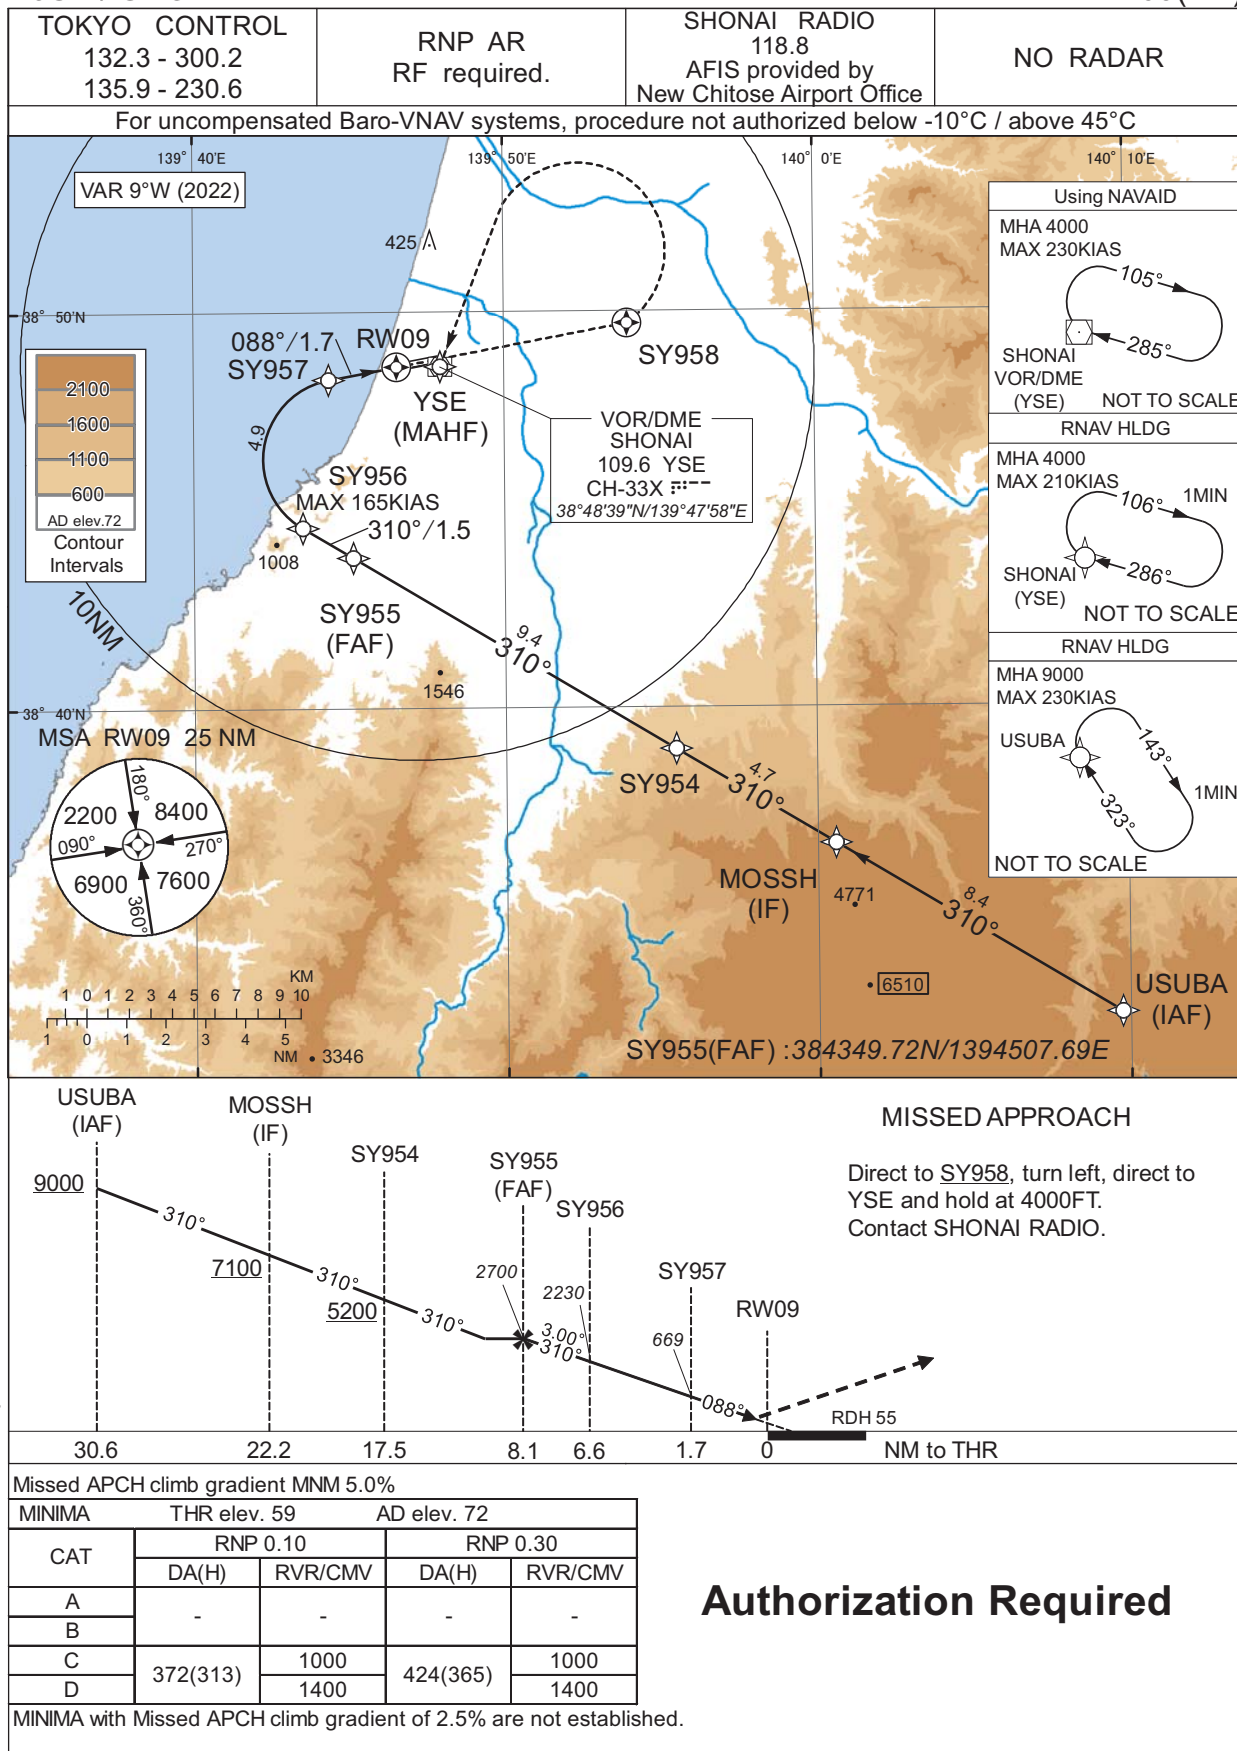 TOKYO CONTROL
132.3 - 300.2
135.9 - 230.6
RNP AR
RF required.
SHONAI RADIO
118.8
AFIS provided by
New Chitose Airport Office
NO RADAR
For uncompensated Baro-VNAV systems, procedure not authorized below -10°C / above 45°C
139° 40'E
139° 50'E
140° 0'E
140° 10'E
VAR 9°W (2022)
425
38° 50'N
088°/1.7
RW09
SY957
SY958
YSE
(MAHF)
4.9
VOR/DME
SHONAI
109.6 YSE
CH-33X
38°48'39"N/139°47'58"E
2100
1600
1100
600
AD elev.72
Contour
Intervals
SY956
MAX 165KIAS
310°/1.5
1008
SY955
(FAF)
10NM
9.4
310°
1546
38° 40'N
MSA RW09 25 NM
180°
2200
8400
090°
270°
6900
7600
360°
SY954
4.7
310°
MOSSH
(IF)
4771
8.4
310°
6510
USUBA
(IAF)
KM
1 0 1 2 3 4 5 6 7 8 9 10
1 0 1 2 3 4 5
NM
3346
SY955(FAF) :384349.72N/1394507.69E
Using NAVAID
MHA 4000
MAX 230KIAS
105°
285°
SHONAI
VOR/DME
(YSE)
NOT TO SCALE
RNAV HLDG
MHA 4000
MAX 210KIAS
106°
1MIN
286°
SHONAI
(YSE)
NOT TO SCALE
RNAV HLDG
MHA 9000
MAX 230KIAS
USUBA
143°
1MIN
323°
NOT TO SCALE
USUBA
(IAF)
MOSSH
(IF)
SY954
SY955
(FAF)
SY956
SY957
RW09
9000
310°
7100
310°
5200
310°
2700
2230
3.00°
310°
669
088°
RDH 55
30.6 22.2 17.5 8.1 6.6 1.7 0 NM to THR
MISSED APPROACH
Direct to SY958, turn left, direct to
YSE and hold at 4000FT.
Contact SHONAI RADIO.
Missed APCH climb gradient MNM 5.0%
MINIMA THR elev. 59 AD elev. 72
CAT RNP 0.10 RNP 0.30
DA(H) RVR/CMV DA(H) RVR/CMV
A
- - - -
B
C 1000 1000
372(313) 424(365)
D 1400 1400
MINIMA with Missed APCH climb gradient of 2.5% are not established.
Authorization Required